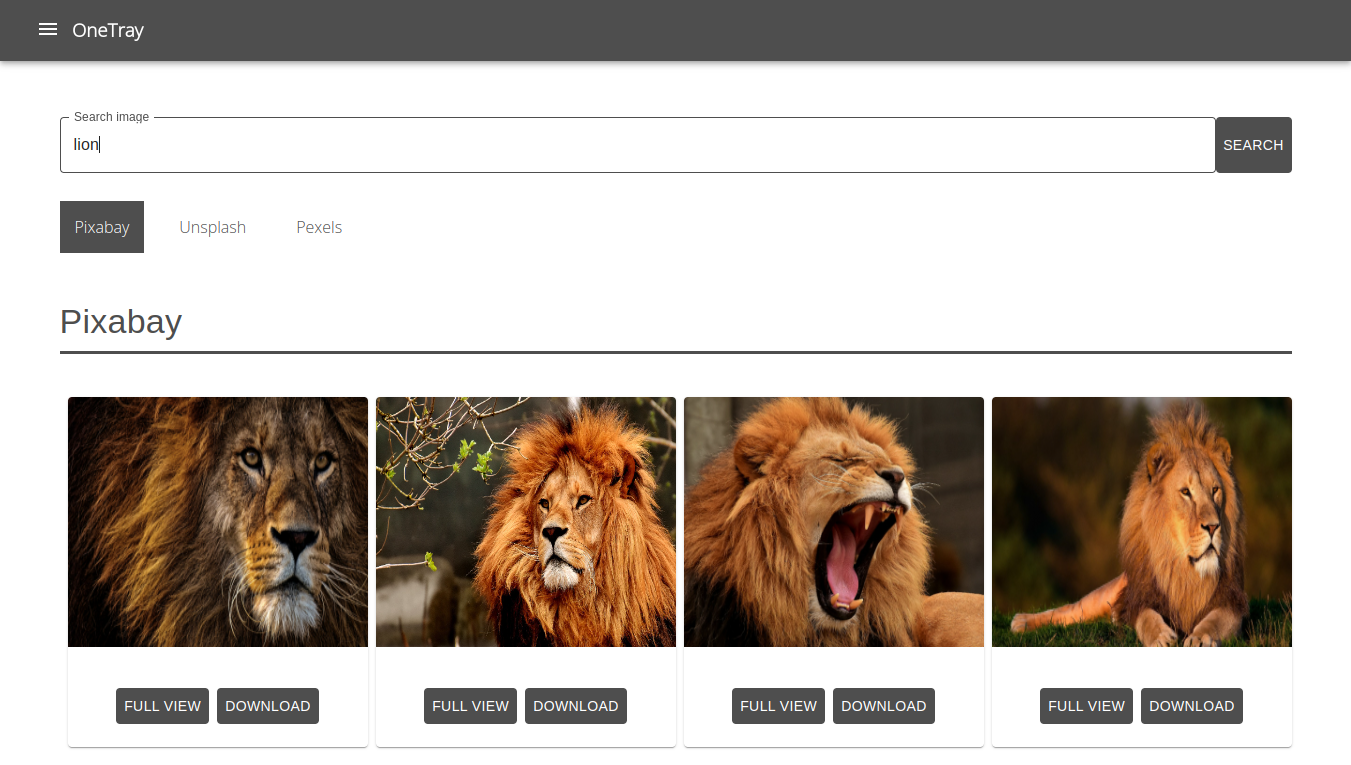 OneTray
Search image
lion
SEARCH
Pixabay Unsplash Pexels
Pixabay
FULL VIEW DOWNLOAD FULL VIEW DOWNLOAD FULL VIEW DOWNLOAD FULL VIEW DOWNLOAD